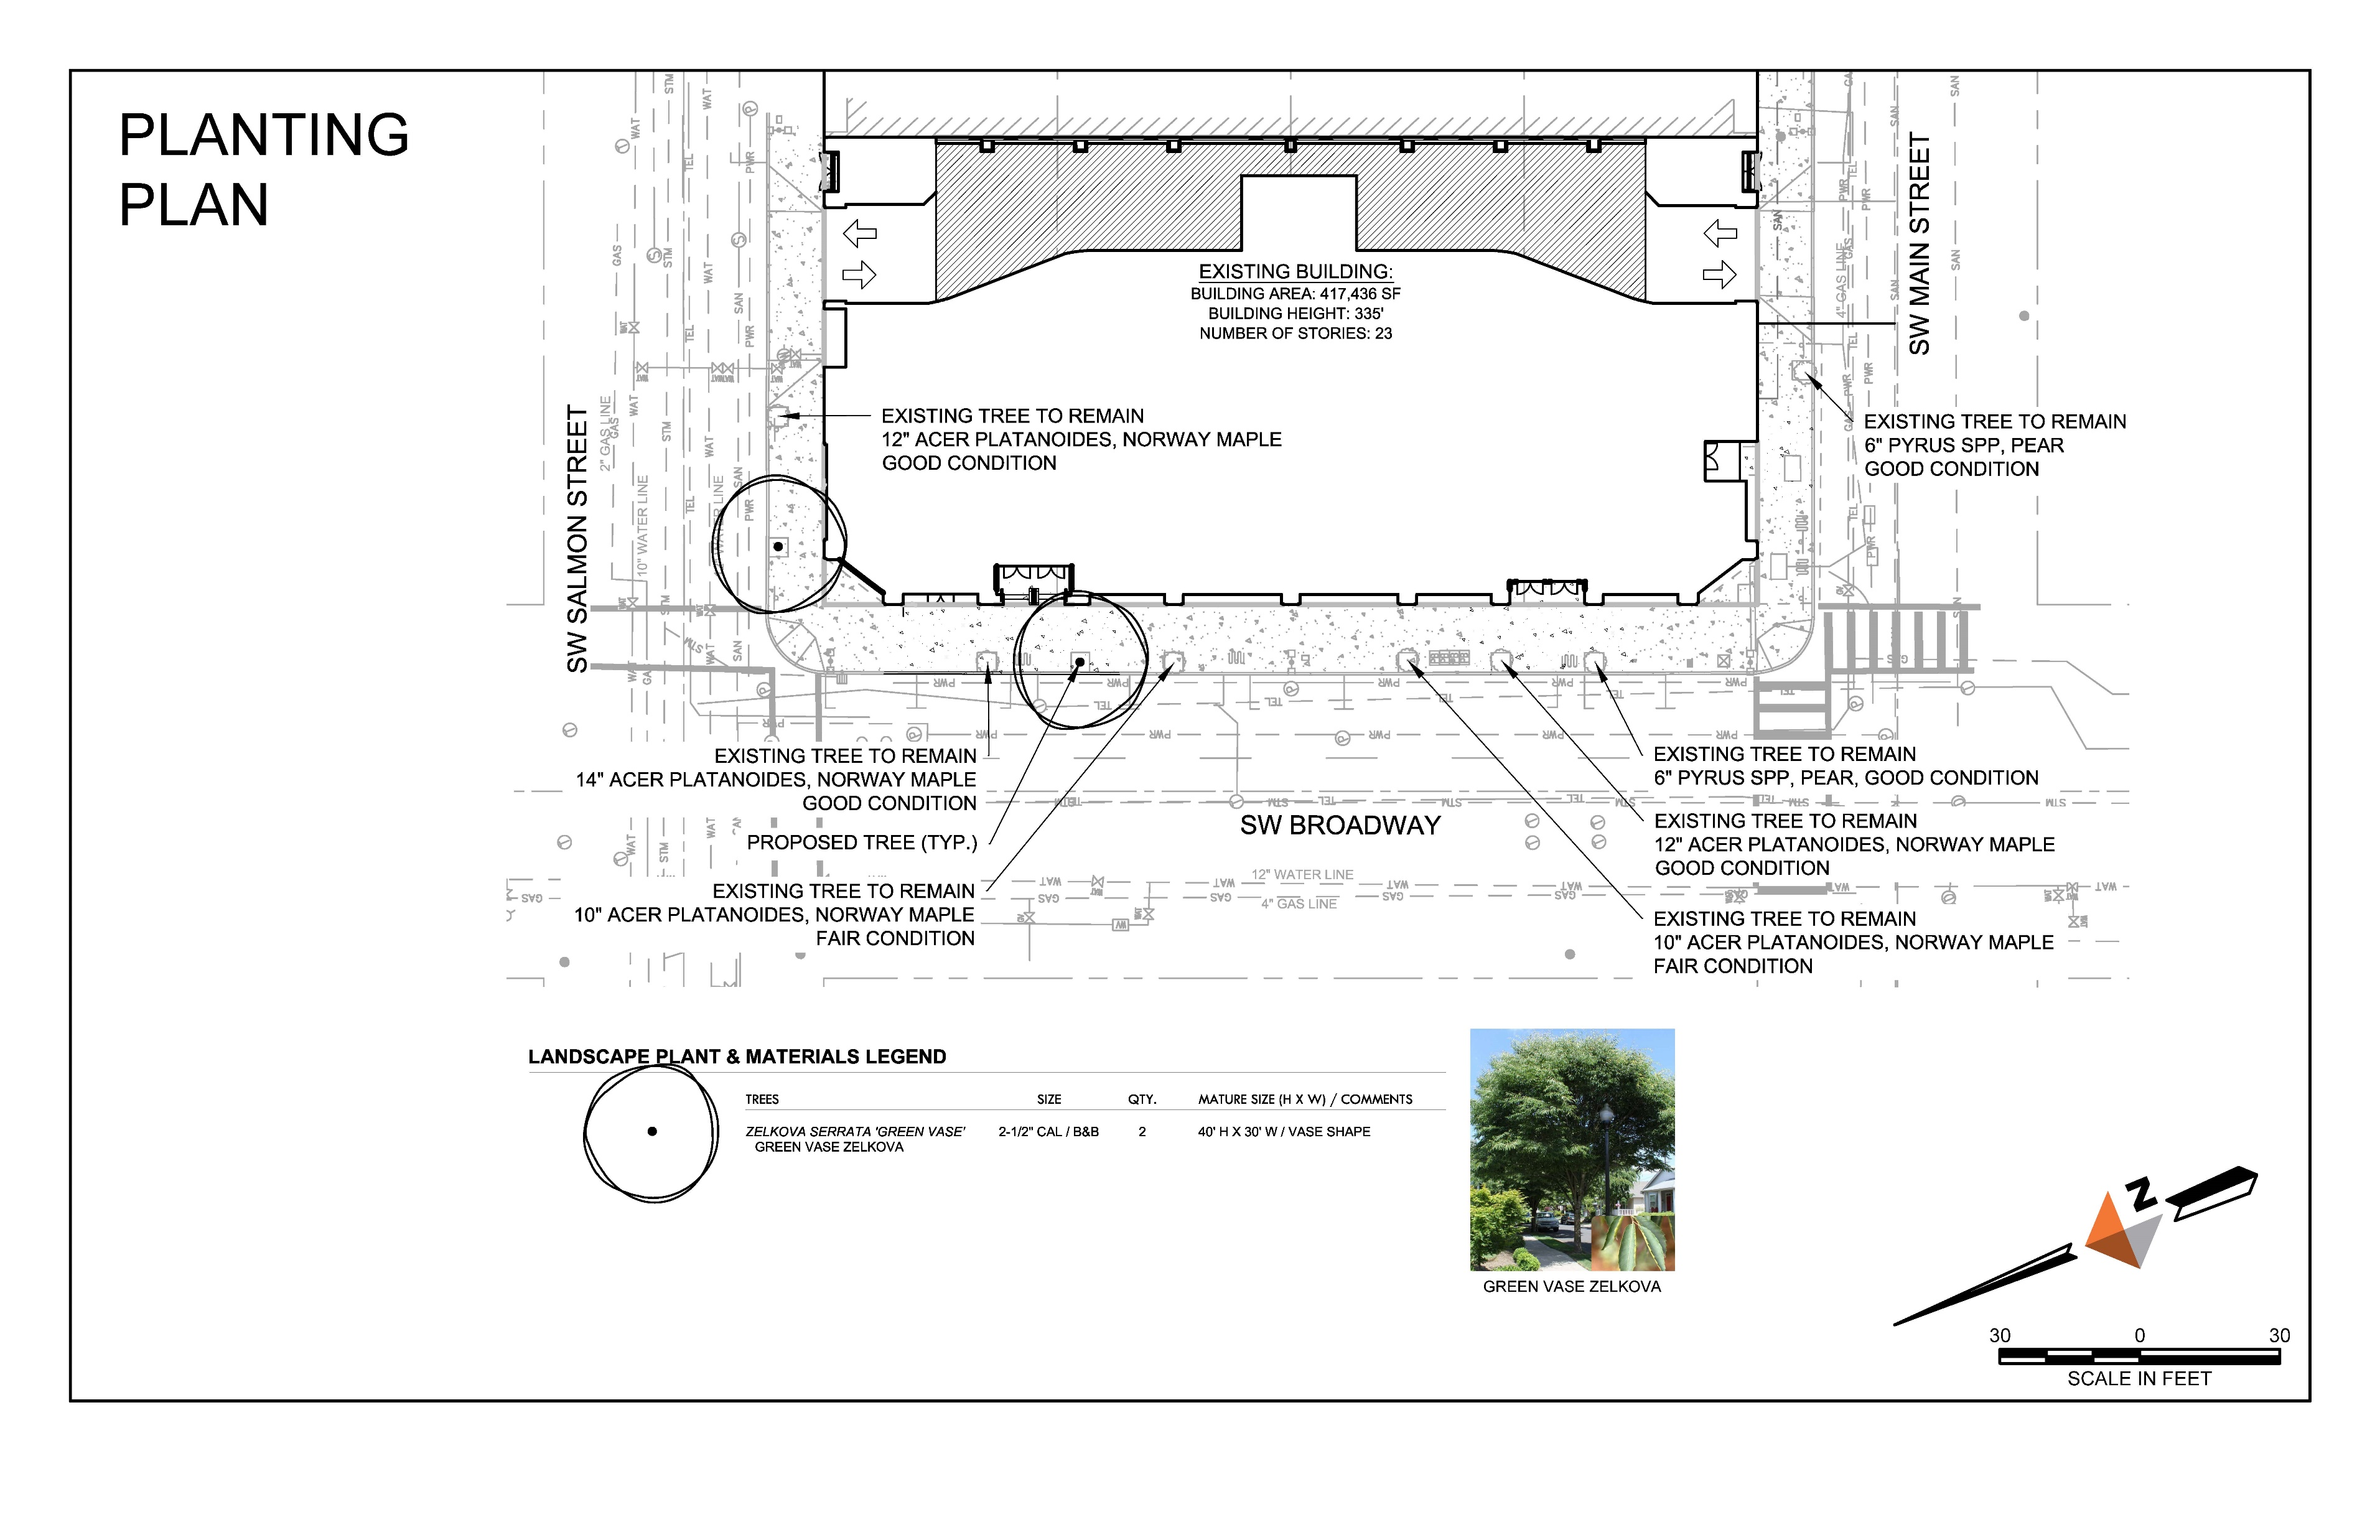 PLANTING
PLAN
EXISTING BUILDING:
BUILDING AREA: 417,436 SF
BUILDING HEIGHT: 335'
NUMBER OF STORIES: 23
SW SALMON STREET
SW MAIN STREET
2" GAS LINE
10" WATER LINE
4" GAS LINE
EXISTING TREE TO REMAIN
12" ACER PLATANOIDES, NORWAY MAPLE
GOOD CONDITION
EXISTING TREE TO REMAIN
6" PYRUS SPP, PEAR
GOOD CONDITION
EXISTING TREE TO REMAIN
14" ACER PLATANOIDES, NORWAY MAPLE
GOOD CONDITION
PROPOSED TREE (TYP.)
EXISTING TREE TO REMAIN
10" ACER PLATANOIDES, NORWAY MAPLE
FAIR CONDITION
SW BROADWAY
12" WATER LINE
4" GAS LINE
EXISTING TREE TO REMAIN
6" PYRUS SPP, PEAR, GOOD CONDITION
EXISTING TREE TO REMAIN
12" ACER PLATANOIDES, NORWAY MAPLE
GOOD CONDITION
EXISTING TREE TO REMAIN
10" ACER PLATANOIDES, NORWAY MAPLE
FAIR CONDITION
LANDSCAPE PLANT & MATERIALS LEGEND
TREES SIZE QTY. MATURE SIZE (H X W) / COMMENTS
ZELKOVA SERRATA 'GREEN VASE' 2-1/2" CAL / B&B 2 40' H X 30' W / VASE SHAPE
GREEN VASE ZELKOVA
GREEN VASE ZELKOVA
N
30 0 30
SCALE IN FEET